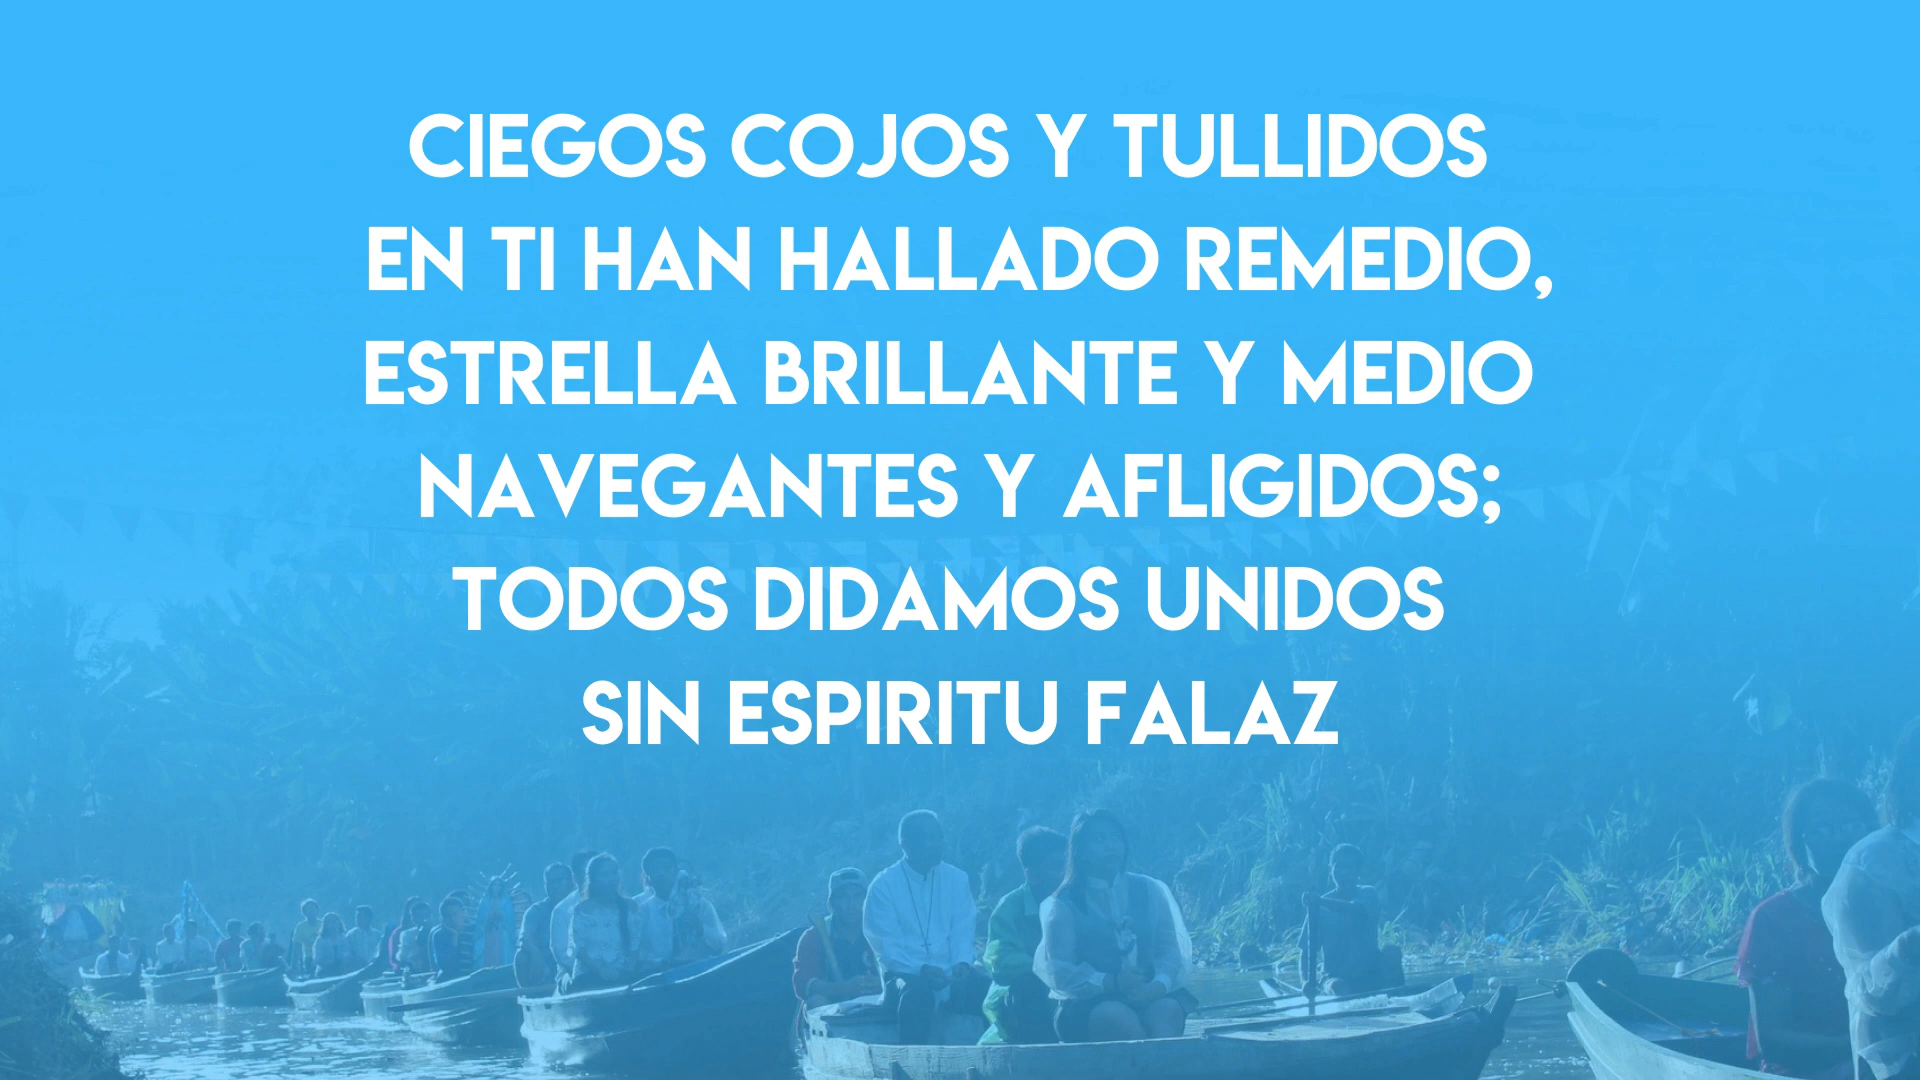 CIEGOS COJOS Y TULLIDOS
EN TI HAN HALLADO REMEDIO,
ESTRELLA BRILLANTE Y MEDIO
NAVEGANTES Y AFLIGIDOS;
TODOS DIDAMOS UNIDOS
SIN ESPIRITU FALAZ